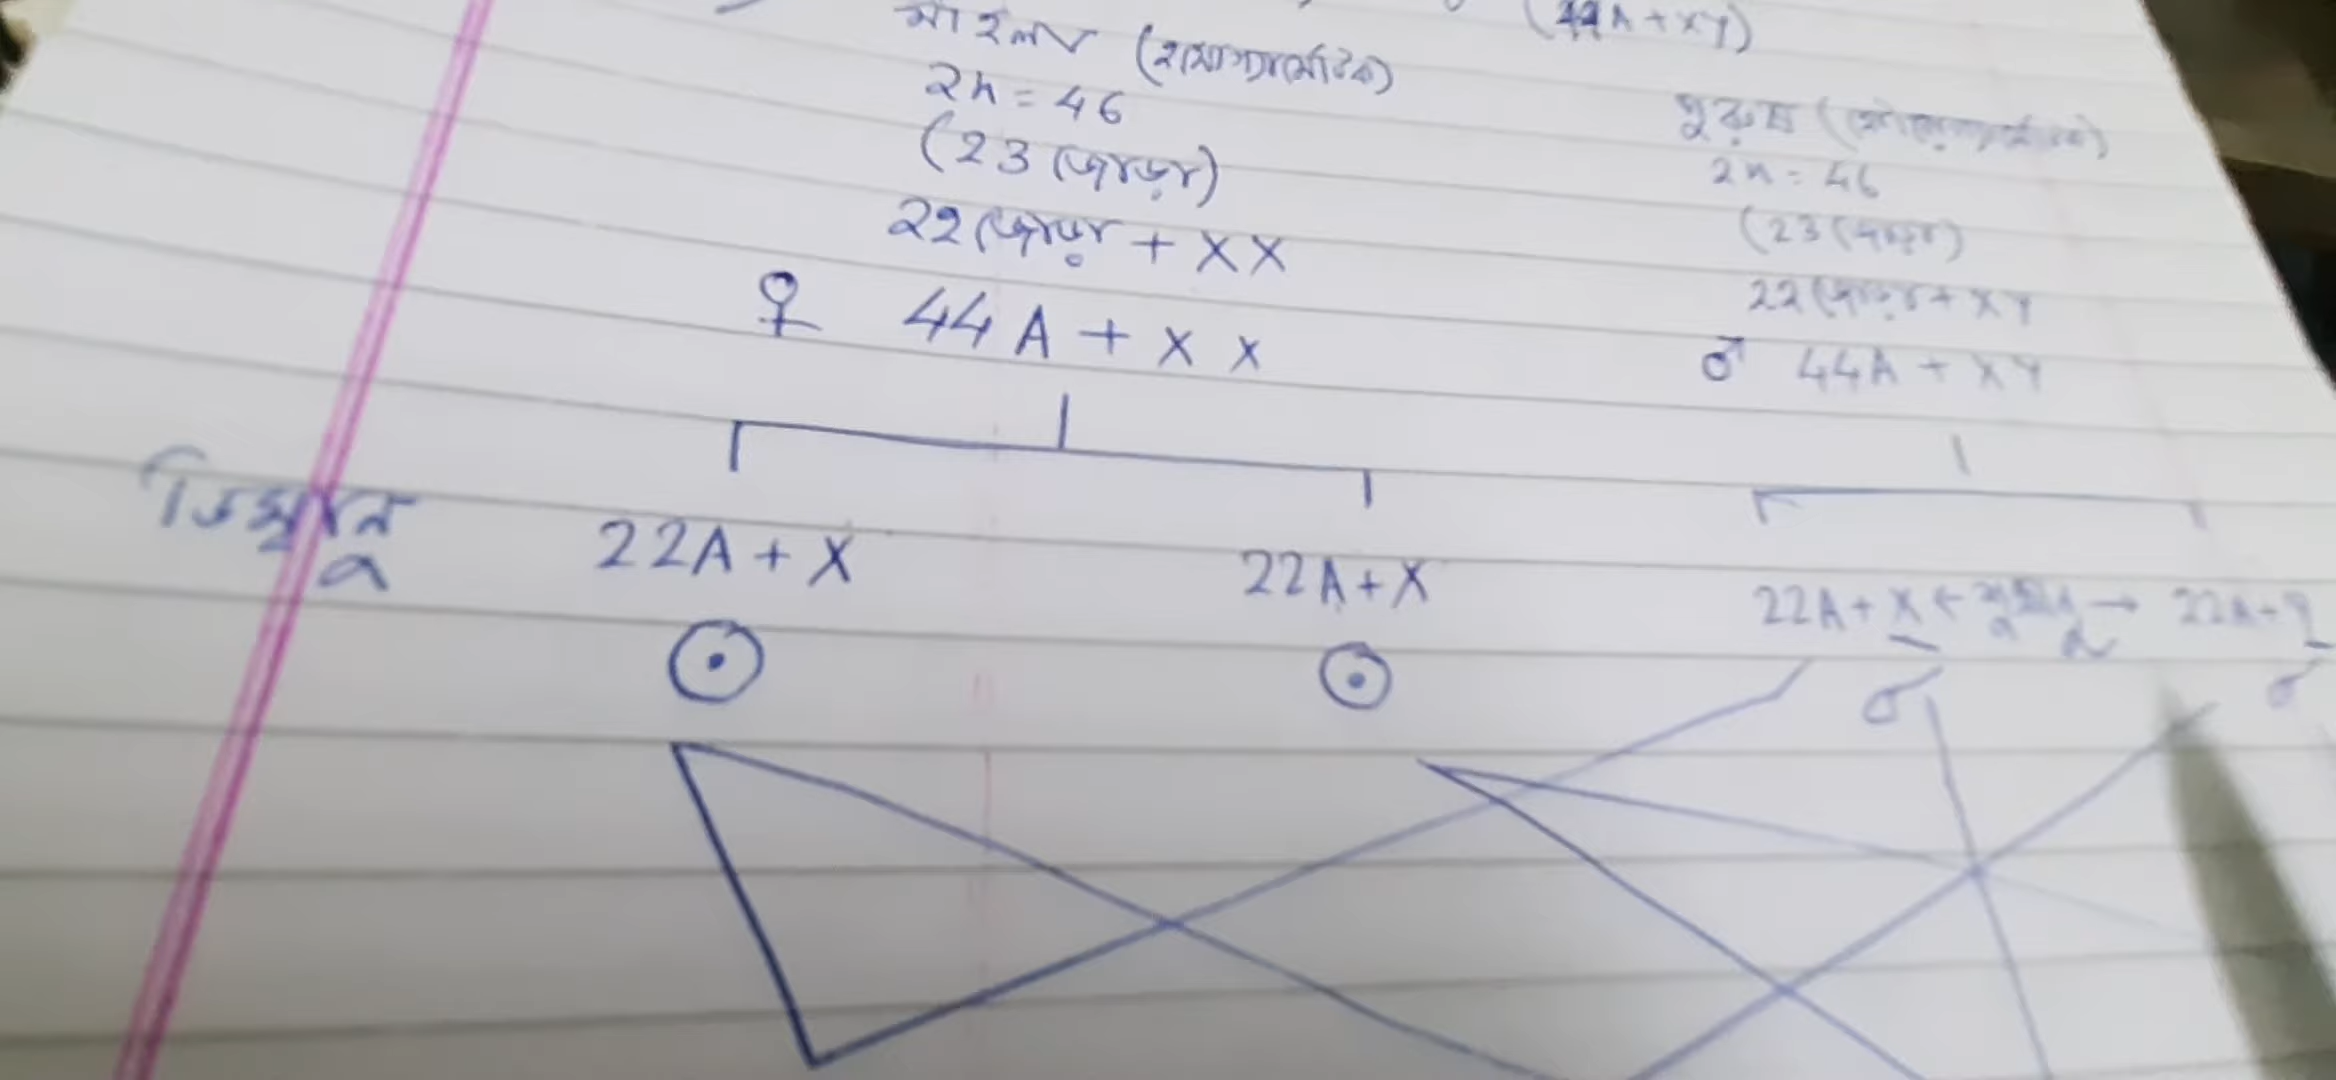 (44A + XY)
মহিলা (হোমোগ্যামেটিক)
2n = 46
(23 জোড়া)
22 জোড়া + XX
♀ 44 A + X X
পুরুষ (হেটারোগ্যামেটিক)
2n = 46
(23 জোড়া)
22 জোড়া + XY
♂ 44A + XY
ডিম্বানু
22A + X
22A + X
22A + X ← শুক্রাণু → 22A + Y